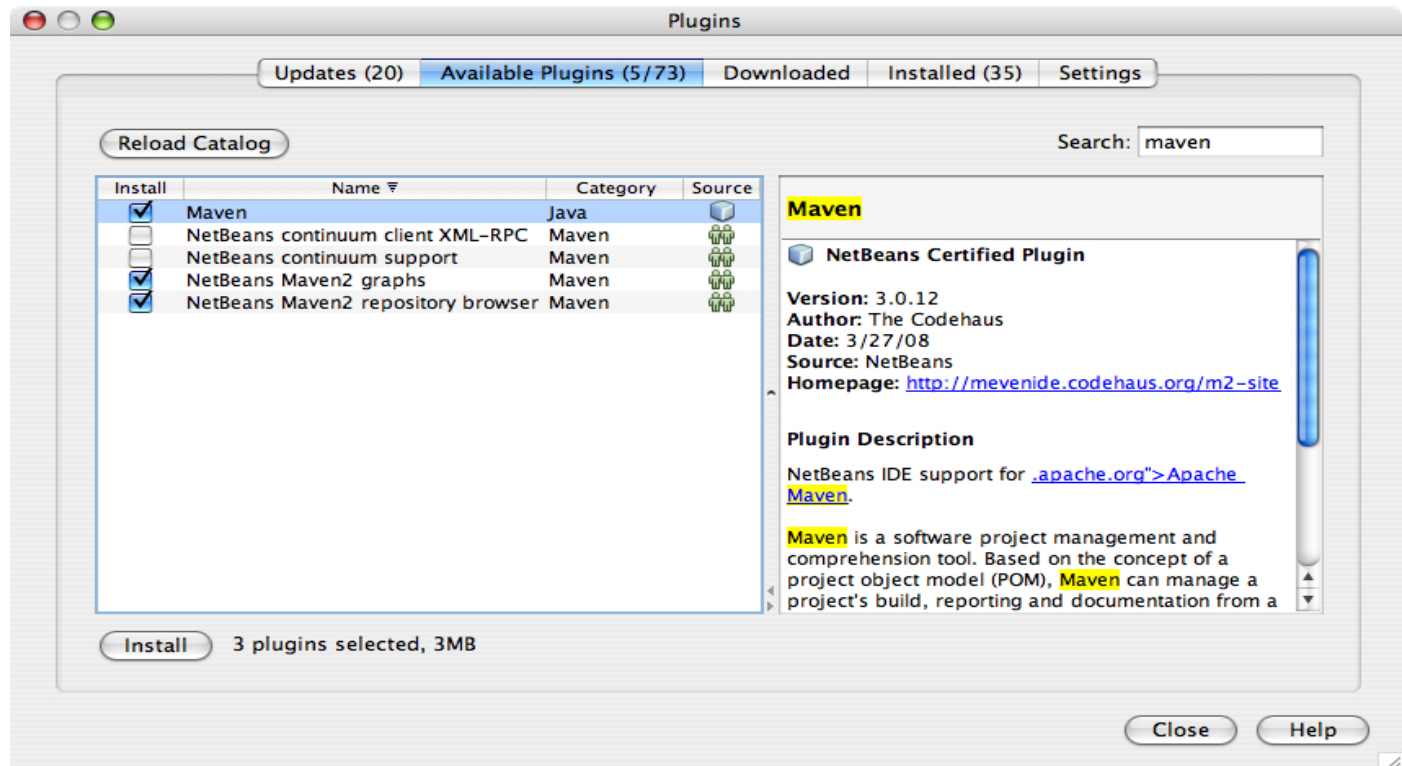 Plugins
Updates (20) Available Plugins (5/73) Downloaded Installed (35) Settings
Reload Catalog Search: maven
Install Name Category Source
Maven Java
NetBeans continuum client XML-RPC Maven
NetBeans continuum support Maven
NetBeans Maven2 graphs Maven
NetBeans Maven2 repository browser Maven
Maven
NetBeans Certified Plugin
Version: 3.0.12
Author: The Codehaus
Date: 3/27/08
Source: NetBeans
Homepage: http://mevenide.codehaus.org/m2-site
Plugin Description
NetBeans IDE support for .apache.org">Apache
Maven.
Maven is a software project management and
comprehension tool. Based on the concept of a
project object model (POM), Maven can manage a
project's build, reporting and documentation from a
Install 3 plugins selected, 3MB
Close Help